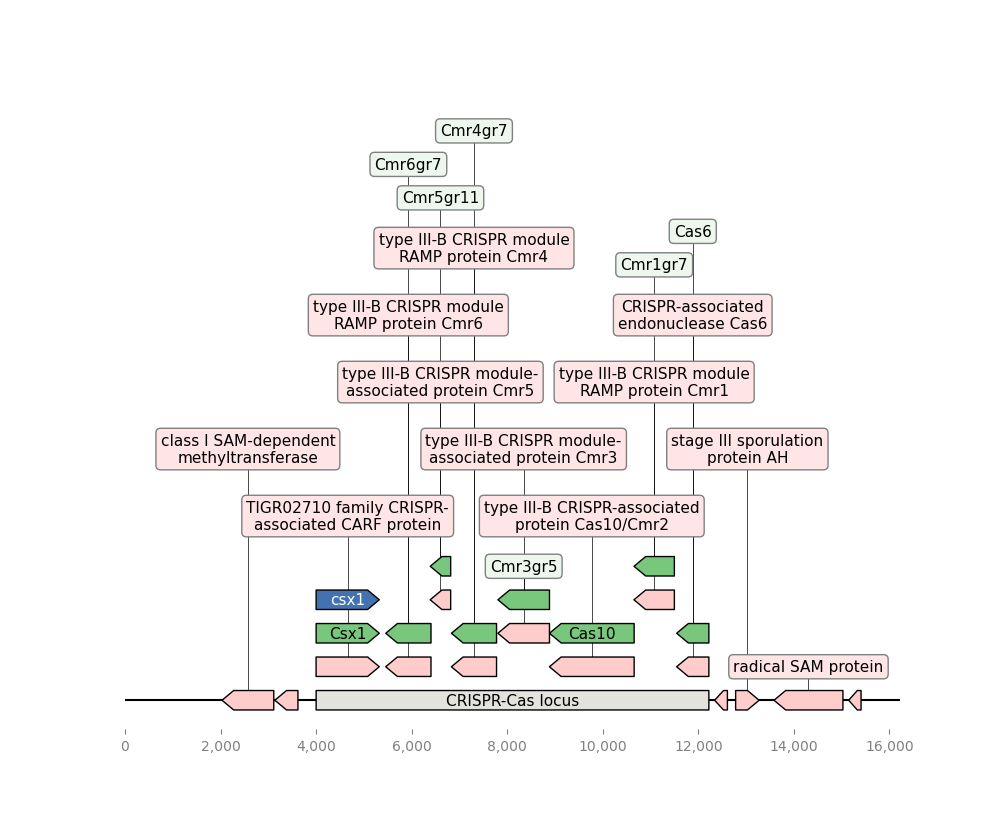 Cmr4gr7
Cmr6gr7
Cmr5gr11
Cas6
type III-B CRISPR module
RAMP protein Cmr4
Cmr1gr7
type III-B CRISPR module
RAMP protein Cmr6
CRISPR-associated
endonuclease Cas6
type III-B CRISPR module-
associated protein Cmr5
type III-B CRISPR module
RAMP protein Cmr1
class I SAM-dependent
methyltransferase
type III-B CRISPR module-
associated protein Cmr3
stage III sporulation
protein AH
TIGR02710 family CRISPR-
associated CARF protein
type III-B CRISPR-associated
protein Cas10/Cmr2
Cmr3gr5
csx1
Csx1
Cas10
radical SAM protein
CRISPR-Cas locus
0 2,000 4,000 6,000 8,000 10,000 12,000 14,000 16,000